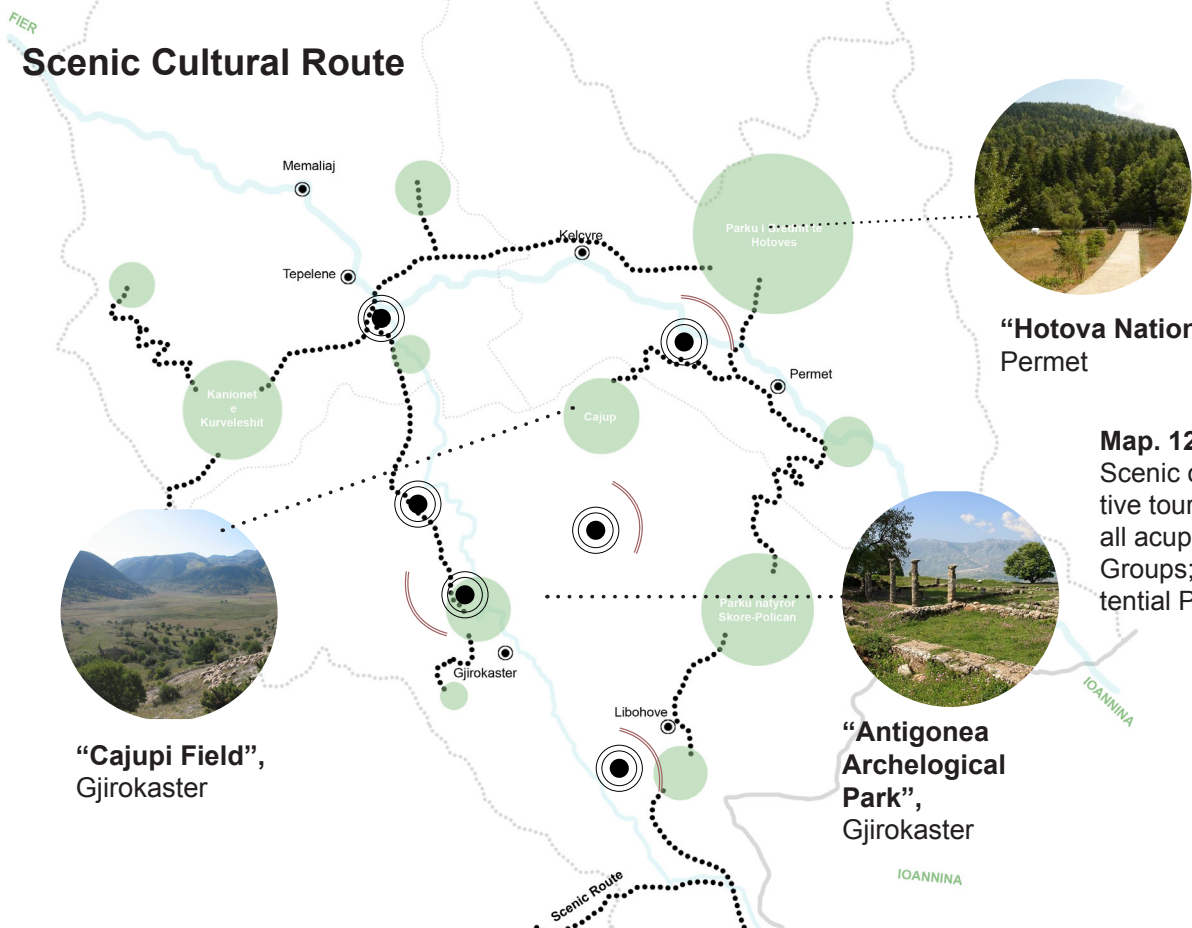 FIER
Scenic Cultural Route
Memaliaj
Kelcyre
Tepelene
Parku i
Hotoves
Permet
Kanionet
e
Kurveleshit
Cajup
Parku natyror
Skore-Polican
Gjirokaster
Libohove
Scenic Route
IOANNINA
IOANNINA
“Hotova Nation
Permet
Map. 12
Scenic c
tive tour
all acup
Groups;
tential P
“Cajupi Field”,
Gjirokaster
“Antigonea
Archelogical
Park”,
Gjirokaster